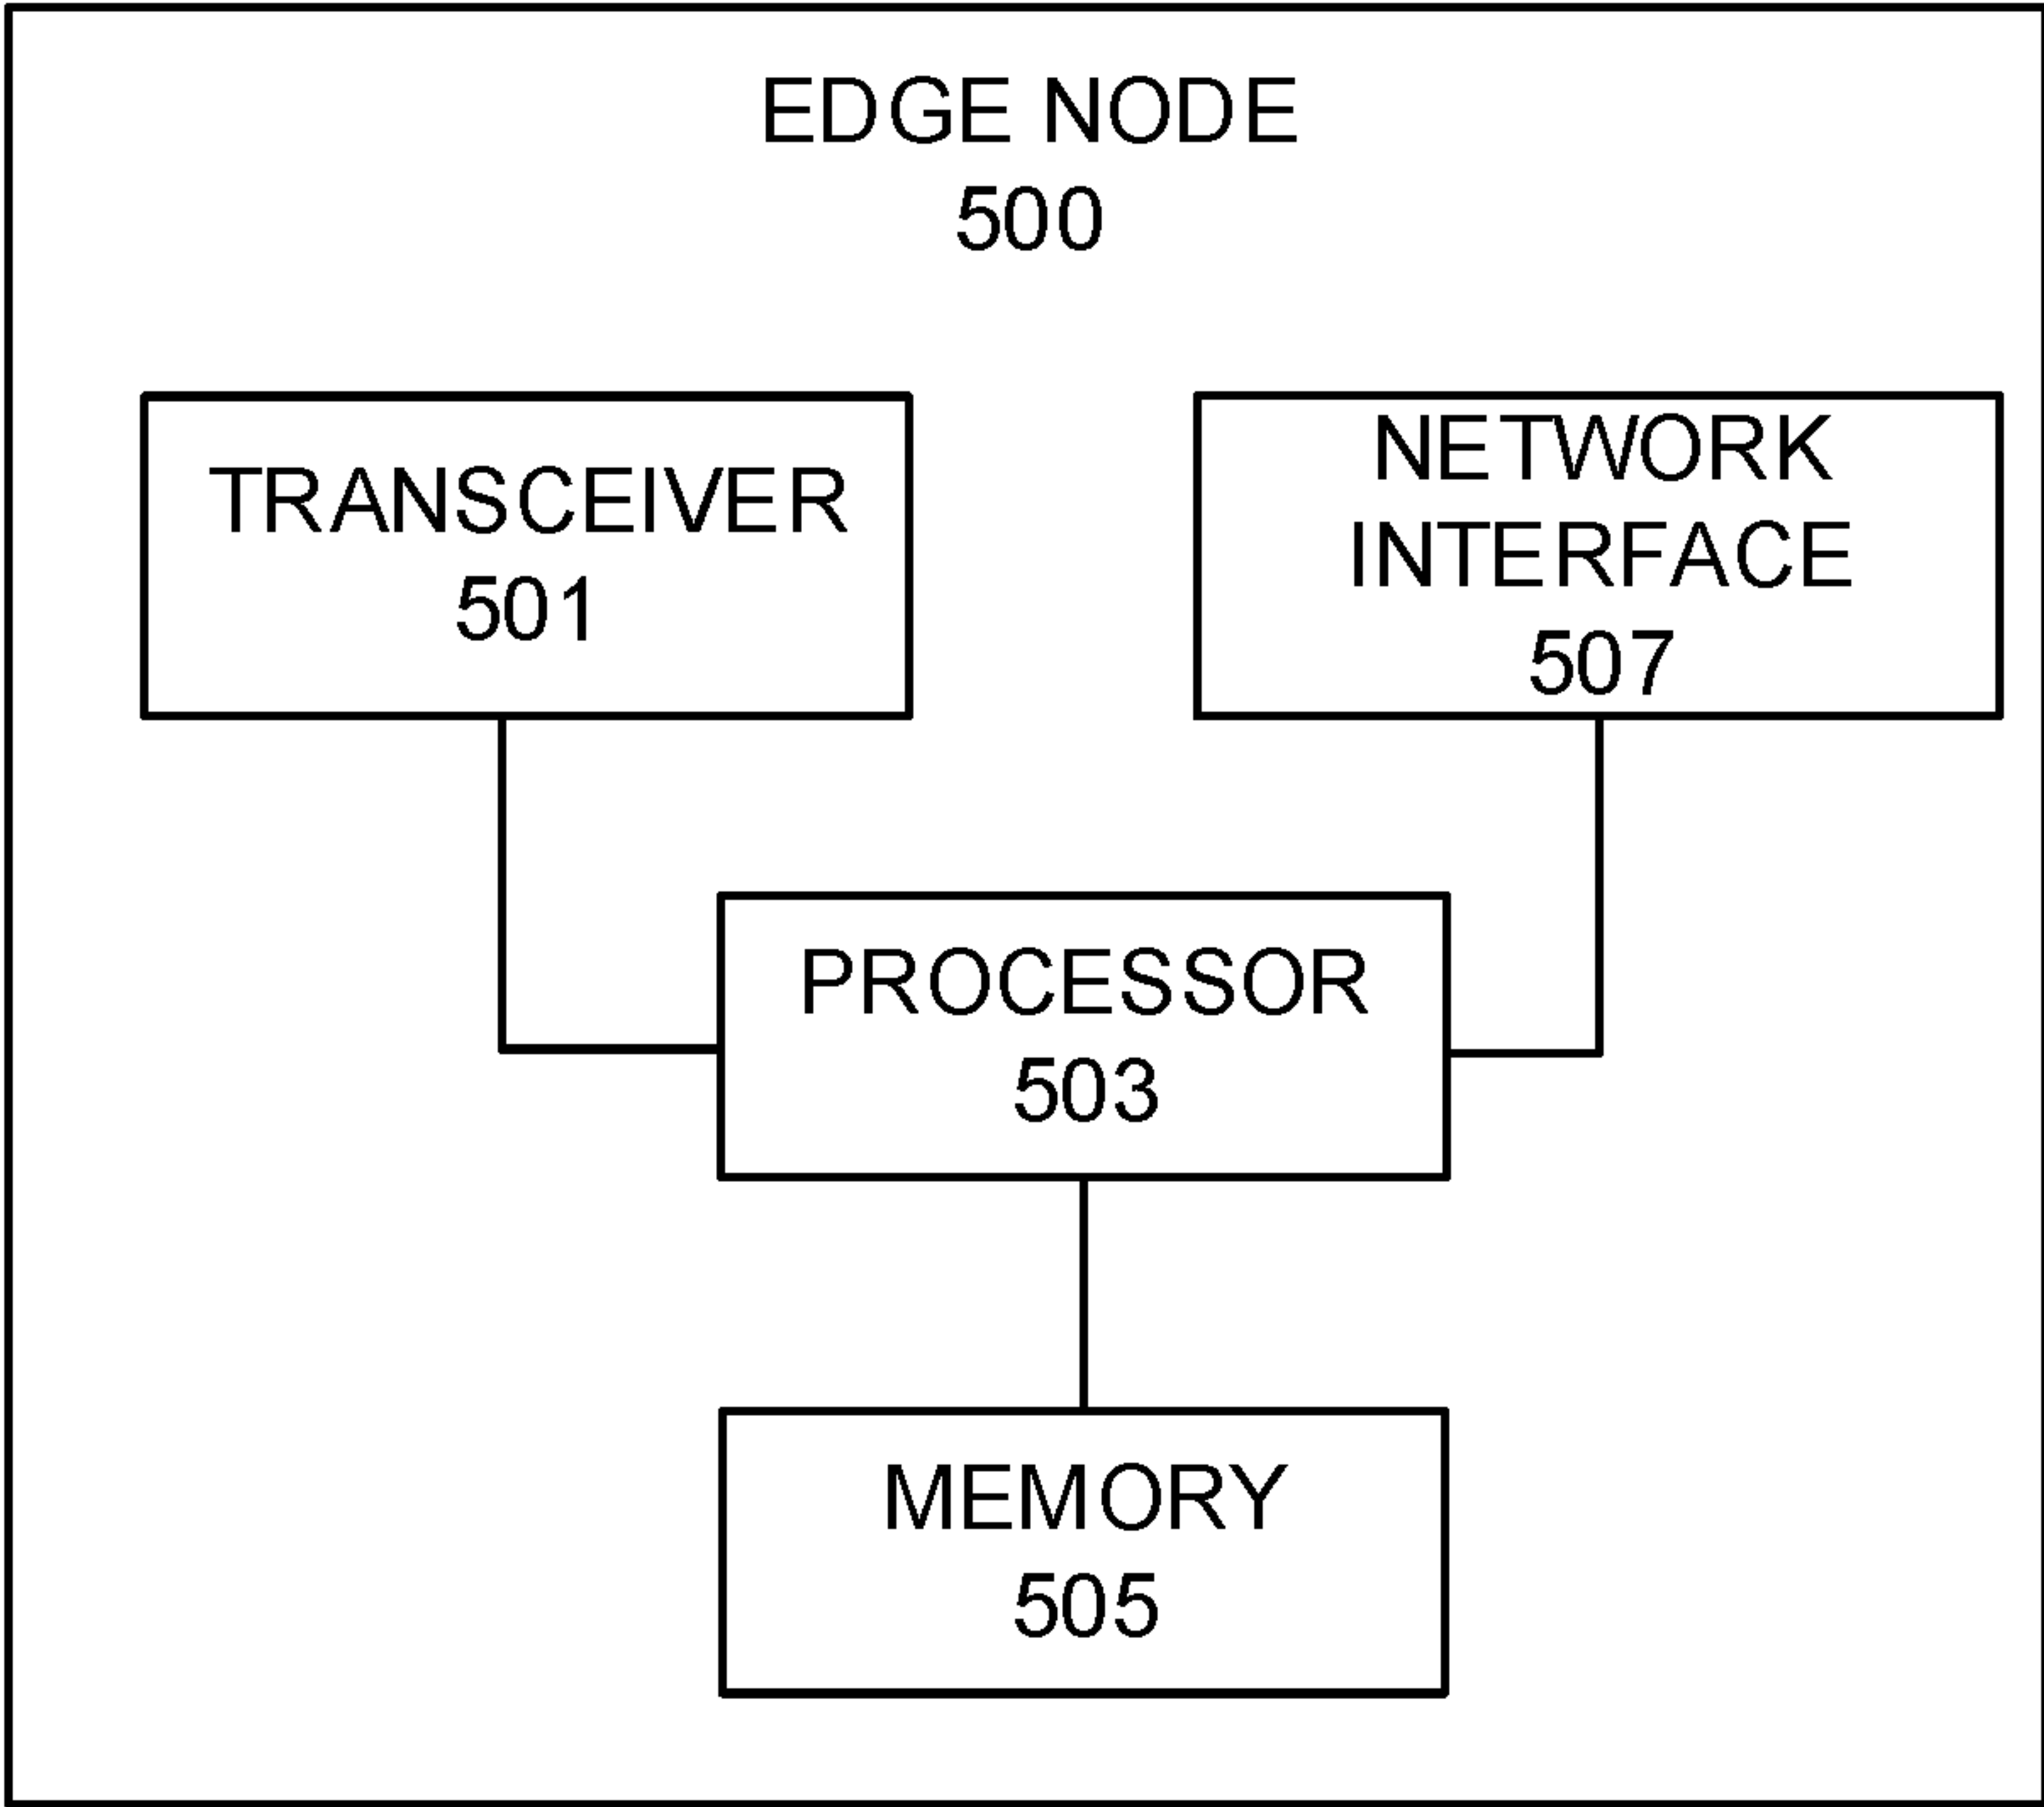 EDGE NODE
500
TRANSCEIVER
501
NETWORK
INTERFACE
507
PROCESSOR
503
MEMORY
505